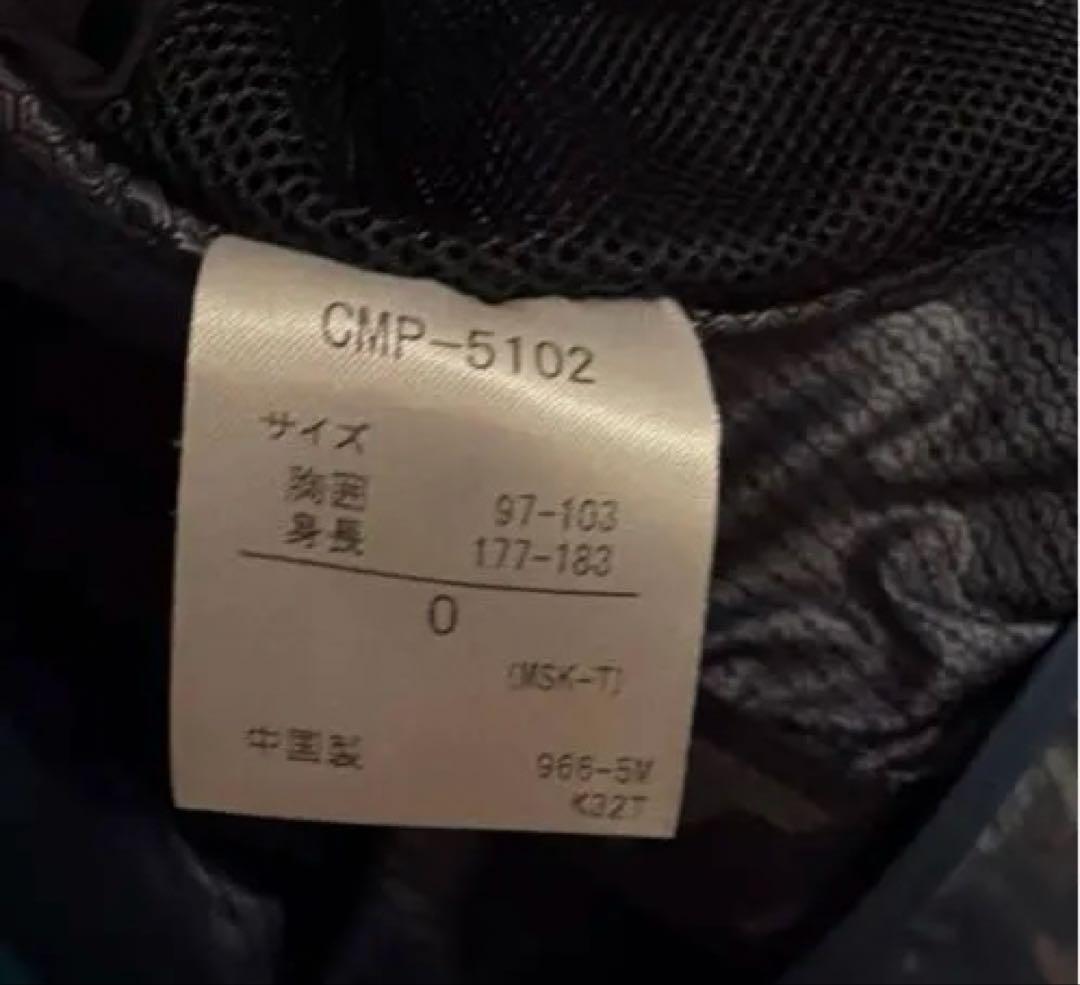 CMP-5102
サイズ
胸囲 97-103
身長 177-183
O
(MSK-T)
中国製 966-5M
K32T